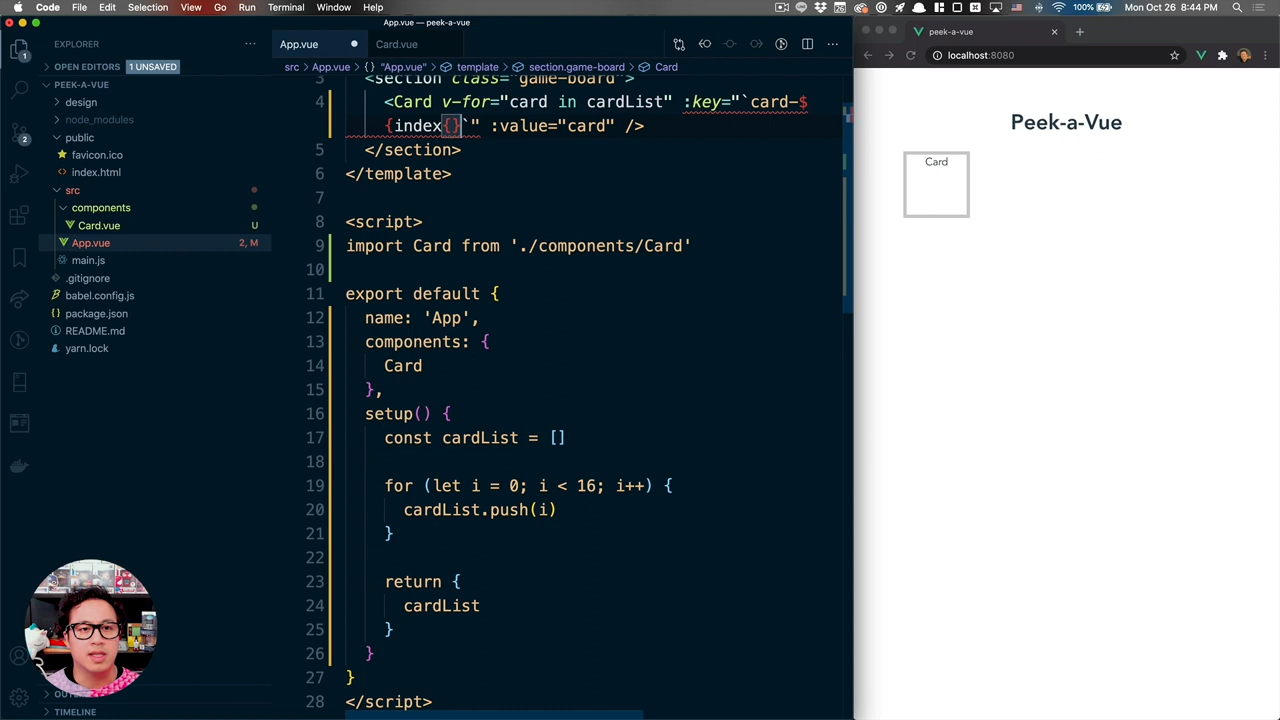 Code File Edit Selection View Go Run Terminal Window Help
100% Mon Oct 26 8:44 PM
App.vue — peek-a-vue
EXPLORER
OPEN EDITORS 1 UNSAVED
PEEK-A-VUE
design
node_modules
public
favicon.ico
index.html
src
components
Card.vue U
App.vue 2, M
main.js
.gitignore
babel.config.js
package.json
README.md
yarn.lock
TIMELINE
1
2
App.vue Card.vue
src > App.vue > {} "App.vue" > template > section.game-board > Card
3 <section class="game-board">
4 <Card v-for="card in cardList" :key="`card-$
{index{}`" :value="card" />
5 </section>
6 </template>
7
8 <script>
9 import Card from './components/Card'
10
11 export default {
12 name: 'App',
13 components: {
14 Card
15 },
16 setup() {
17 const cardList = []
18
19 for (let i = 0; i < 16; i++) {
20 cardList.push(i)
21 }
22
23 return {
24 cardList
25 }
26 }
27 }
28 </script>
peek-a-vue
localhost:8080
Peek-a-Vue
Card